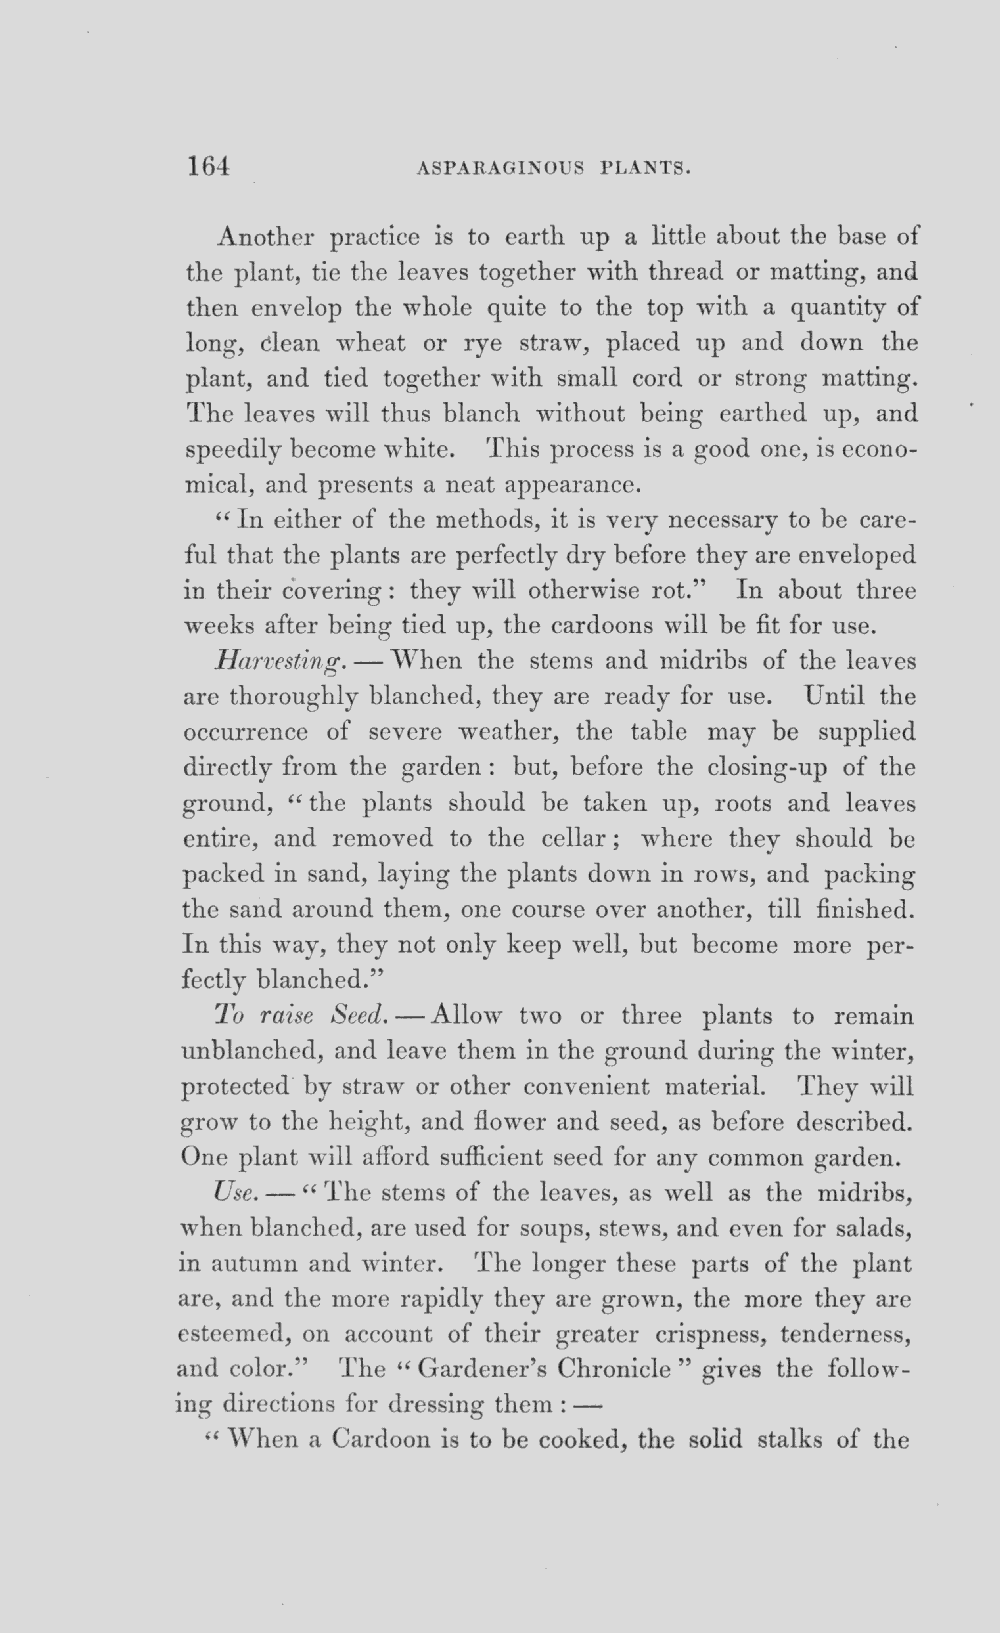 164 ASPARAGINOUS PLANTS.
Another practice is to earth up a little about the base of
the plant, tie the leaves together with thread or matting, and
then envelop the whole quite to the top with a quantity of
long, clean wheat or rye straw, placed up and down the
plant, and tied together with small cord or strong matting.
The leaves will thus blanch without being earthed up, and
speedily become white. This process is a good one, is econo-
mical, and presents a neat appearance.
“In either of the methods, it is very necessary to be care-
ful that the plants are perfectly dry before they are enveloped
in their covering: they will otherwise rot.” In about three
weeks after being tied up, the cardoons will be fit for use.
Harvesting. — When the stems and midribs of the leaves
are thoroughly blanched, they are ready for use. Until the
occurrence of severe weather, the table may be supplied
directly from the garden: but, before the closing-up of the
ground, “the plants should be taken up, roots and leaves
entire, and removed to the cellar; where they should be
packed in sand, laying the plants down in rows, and packing
the sand around them, one course over another, till finished.
In this way, they not only keep well, but become more per-
fectly blanched.”
To raise Seed. — Allow two or three plants to remain
unblanched, and leave them in the ground during the winter,
protected by straw or other convenient material. They will
grow to the height, and flower and seed, as before described.
One plant will afford sufficient seed for any common garden.
Use. — “The stems of the leaves, as well as the midribs,
when blanched, are used for soups, stews, and even for salads,
in autumn and winter. The longer these parts of the plant
are, and the more rapidly they are grown, the more they are
esteemed, on account of their greater crispness, tenderness,
and color.” The “Gardener’s Chronicle” gives the follow-
ing directions for dressing them: —
“When a Cardoon is to be cooked, the solid stalks of the